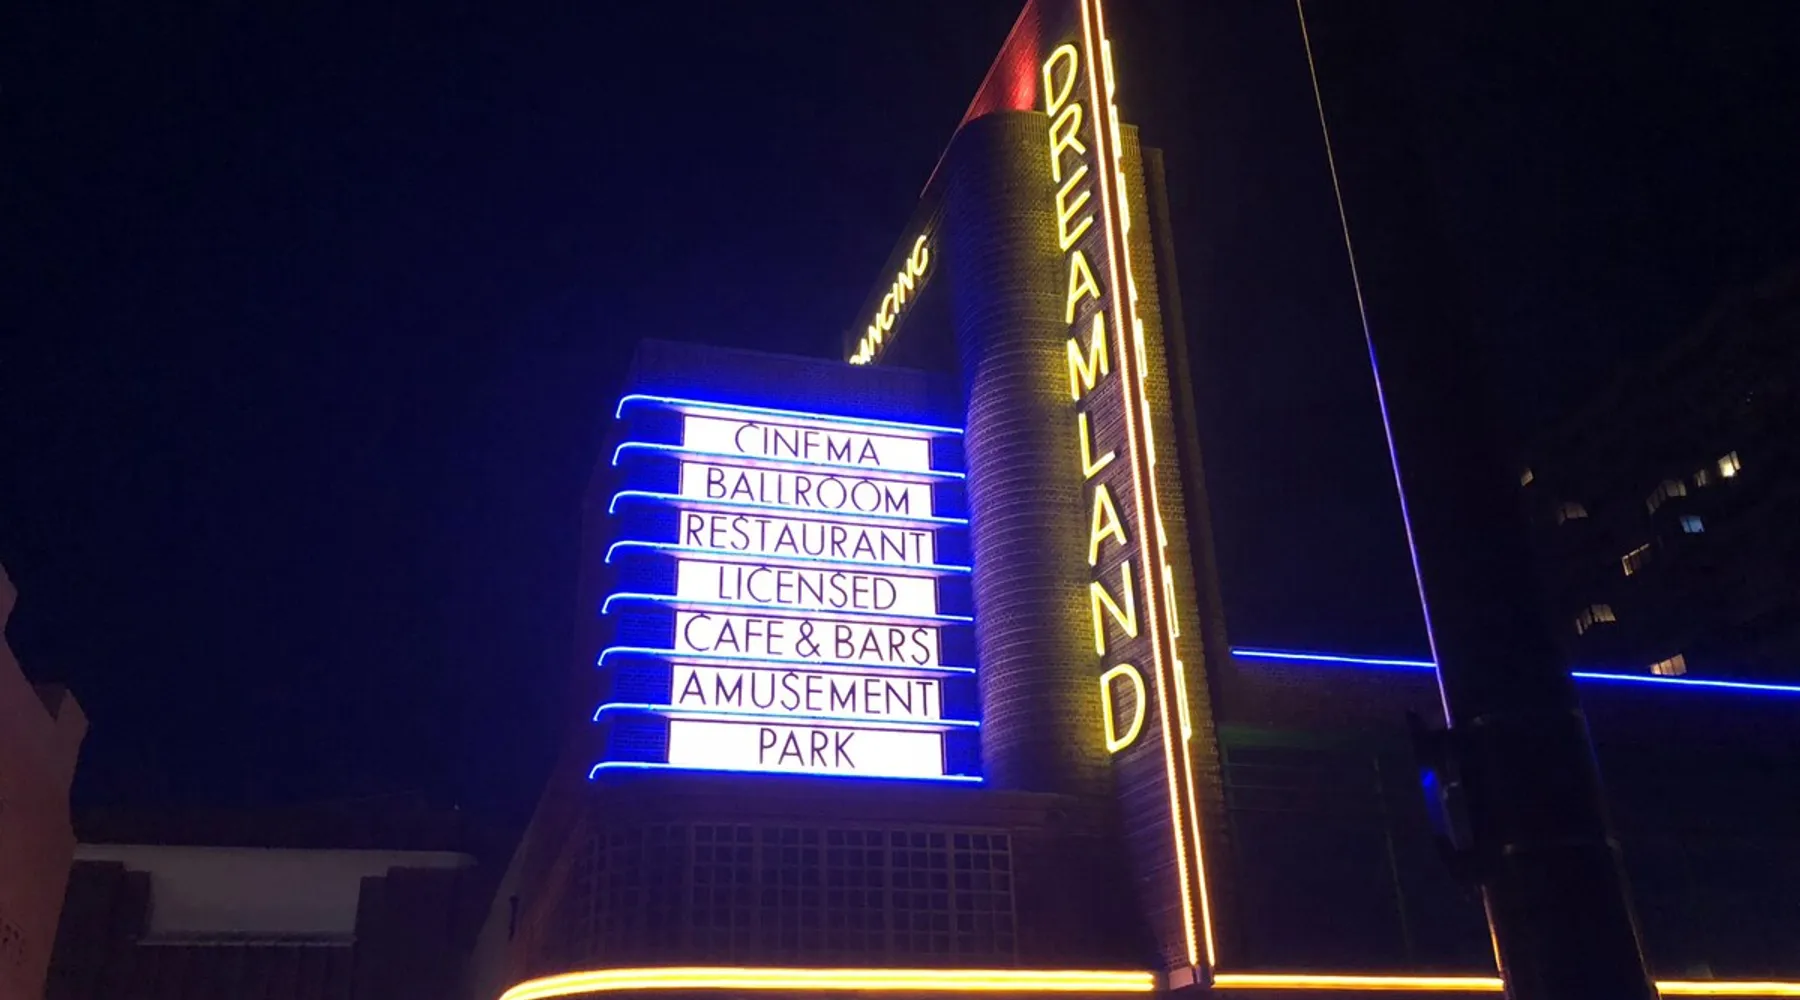 DREAMLAND
DANCING
CINEMA
BALLROOM
RESTAURANT
LICENSED
CAFE & BARS
AMUSEMENT
PARK